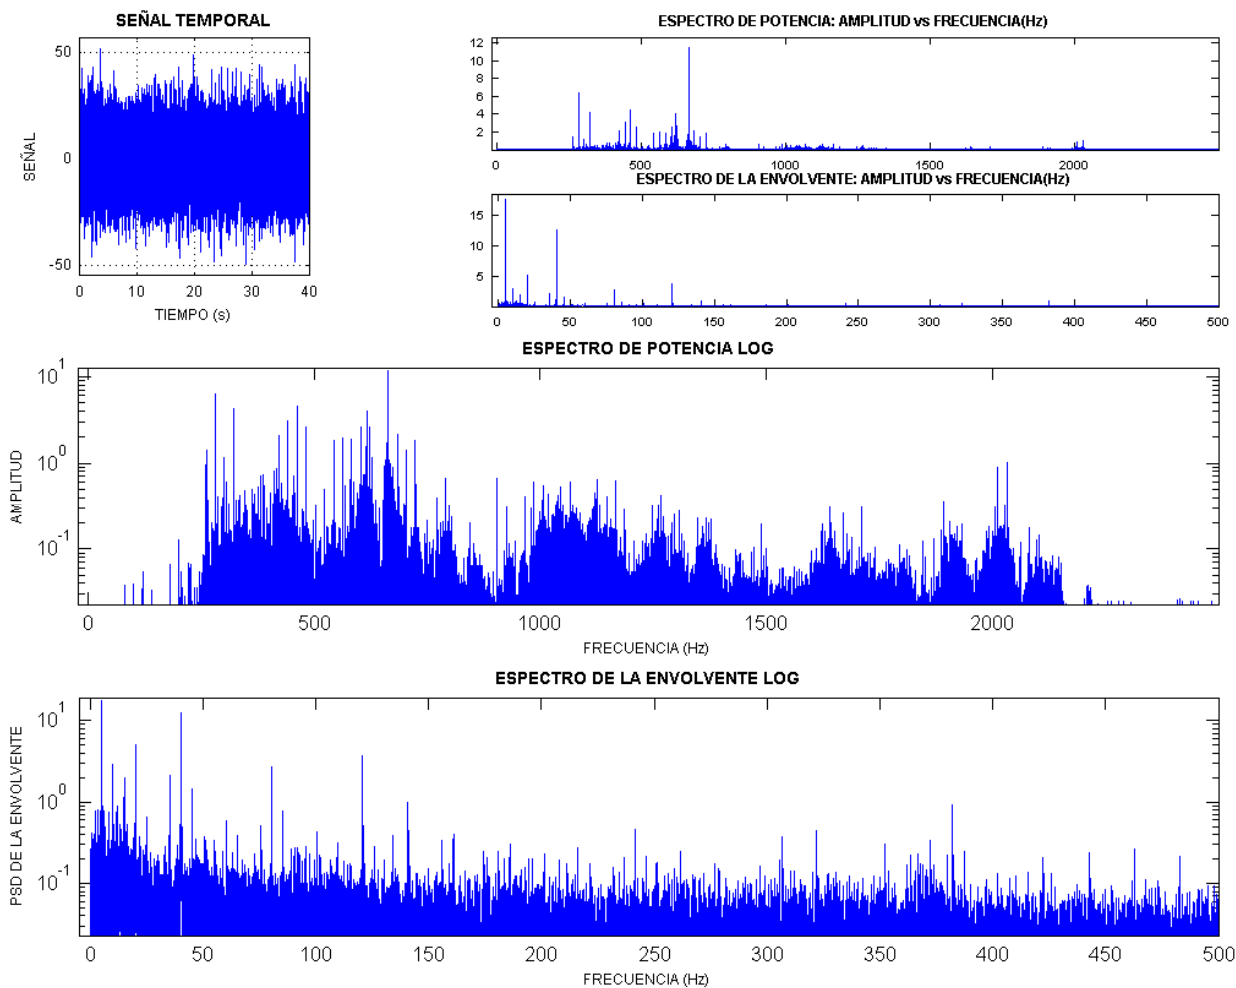 SEÑAL TEMPORAL
50
0
-50
SEÑAL
0 10 20 30 40
TIEMPO (s)
ESPECTRO DE POTENCIA: AMPLITUD vs FRECUENCIA(Hz)
12
10
8
6
4
2
0 500 1000 1500 2000
ESPECTRO DE LA ENVOLVENTE: AMPLITUD vs FRECUENCIA(Hz)
15
10
5
0 50 100 150 200 250 300 350 400 450 500
ESPECTRO DE POTENCIA LOG
10^1
10^0
10^-1
AMPLITUD
0 500 1000 1500 2000
FRECUENCIA (Hz)
ESPECTRO DE LA ENVOLVENTE LOG
10^1
10^0
10^-1
PSD DE LA ENVOLVENTE
0 50 100 150 200 250 300 350 400 450 500
FRECUENCIA (Hz)